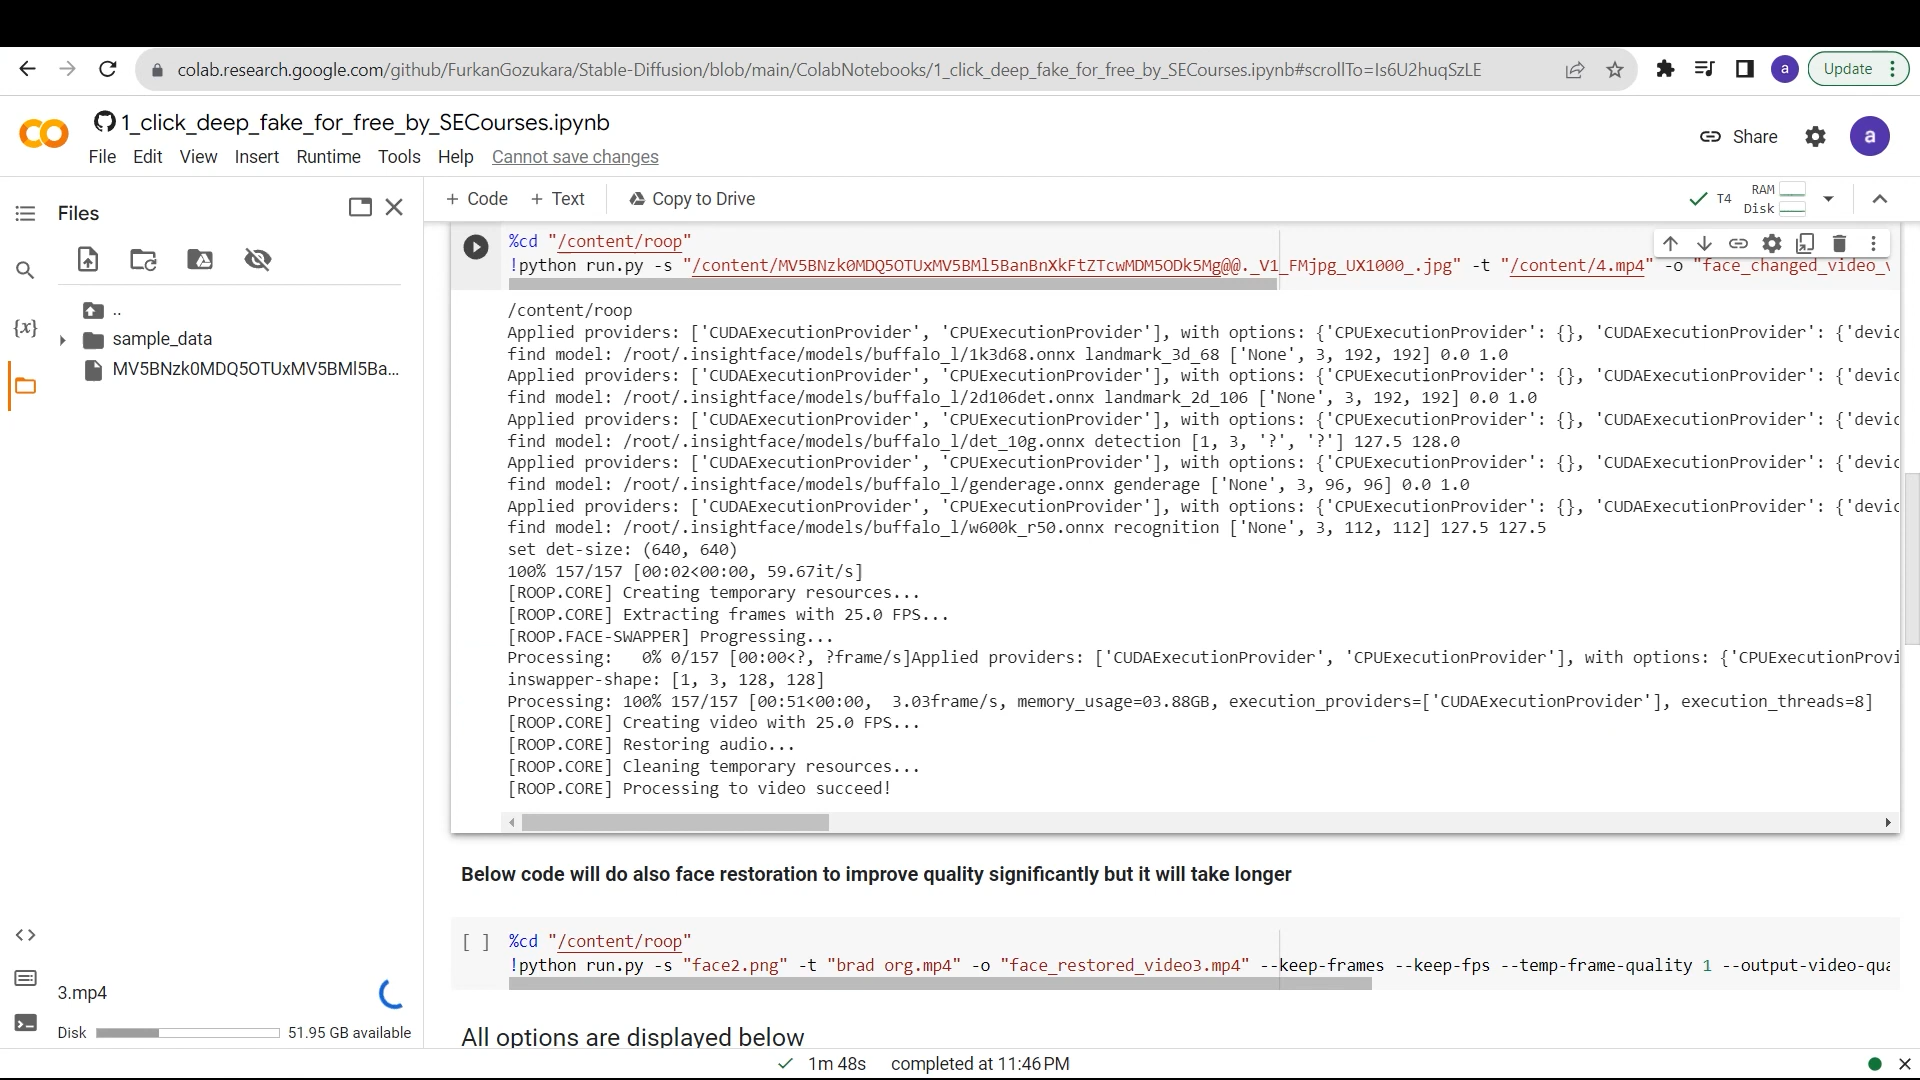 colab.research.google.com/github/FurkanGozukara/Stable-Diffusion/blob/main/ColabNotebooks/1_click_deep_fake_for_free_by_SECourses.ipynb#scrollTo=Is6U2huqSzLE
a
Update
1_click_deep_fake_for_free_by_SECourses.ipynb
File Edit View Insert Runtime Tools Help Cannot save changes
Share
a
Files
+ Code + Text
Copy to Drive
T4
RAM
Disk
..
sample_data
MV5BNzk0MDQ5OTUxMV5BMl5Ba...
{x}
%cd "/content/roop"
!python run.py -s "/content/MV5BNzk0MDQ5OTUxMV5BMl5BanBnXkFtZTcwMDM5ODk5Mg@@._V1_FMjpg_UX1000_.jpg" -t "/content/4.mp4" -o "face_changed_video_v
/content/roop
Applied providers: ['CUDAExecutionProvider', 'CPUExecutionProvider'], with options: {'CPUExecutionProvider': {}, 'CUDAExecutionProvider': {'devic
find model: /root/.insightface/models/buffalo_l/1k3d68.onnx landmark_3d_68 ['None', 3, 192, 192] 0.0 1.0
Applied providers: ['CUDAExecutionProvider', 'CPUExecutionProvider'], with options: {'CPUExecutionProvider': {}, 'CUDAExecutionProvider': {'devic
find model: /root/.insightface/models/buffalo_l/2d106det.onnx landmark_2d_106 ['None', 3, 192, 192] 0.0 1.0
Applied providers: ['CUDAExecutionProvider', 'CPUExecutionProvider'], with options: {'CPUExecutionProvider': {}, 'CUDAExecutionProvider': {'devic
find model: /root/.insightface/models/buffalo_l/det_10g.onnx detection [1, 3, '?', '?'] 127.5 128.0
Applied providers: ['CUDAExecutionProvider', 'CPUExecutionProvider'], with options: {'CPUExecutionProvider': {}, 'CUDAExecutionProvider': {'devic
find model: /root/.insightface/models/buffalo_l/genderage.onnx genderage ['None', 3, 96, 96] 0.0 1.0
Applied providers: ['CUDAExecutionProvider', 'CPUExecutionProvider'], with options: {'CPUExecutionProvider': {}, 'CUDAExecutionProvider': {'devic
find model: /root/.insightface/models/buffalo_l/w600k_r50.onnx recognition ['None', 3, 112, 112] 127.5 127.5
set det-size: (640, 640)
100% 157/157 [00:02<00:00, 59.67it/s]
[ROOP.CORE] Creating temporary resources...
[ROOP.CORE] Extracting frames with 25.0 FPS...
[ROOP.FACE-SWAPPER] Progressing...
Processing:   0% 0/157 [00:00<?, ?frame/s]Applied providers: ['CUDAExecutionProvider', 'CPUExecutionProvider'], with options: {'CPUExecutionProvi
inswapper-shape: [1, 3, 128, 128]
Processing: 100% 157/157 [00:51<00:00,  3.03frame/s, memory_usage=03.88GB, execution_providers=['CUDAExecutionProvider'], execution_threads=8]
[ROOP.CORE] Creating video with 25.0 FPS...
[ROOP.CORE] Restoring audio...
[ROOP.CORE] Cleaning temporary resources...
[ROOP.CORE] Processing to video succeed!
Below code will do also face restoration to improve quality significantly but it will take longer
[ ] %cd "/content/roop"
!python run.py -s "face2.png" -t "brad org.mp4" -o "face_restored_video3.mp4" --keep-frames --keep-fps --temp-frame-quality 1 --output-video-qua
All options are displayed below
3.mp4
Disk 51.95 GB available
1m 48s completed at 11:46 PM